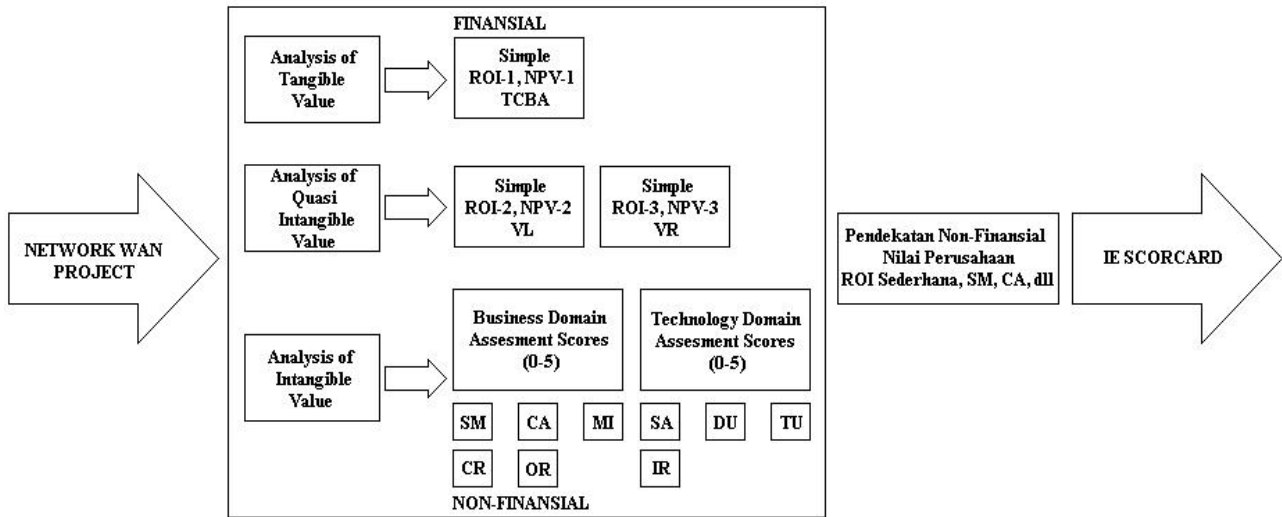 NETWORK WAN
PROJECT
FINANSIAL
Analysis of
Tangible
Value
Simple
ROI-1, NPV-1
TCBA
Analysis of
Quasi
Intangible
Value
Simple
ROI-2, NPV-2
VL
Simple
ROI-3, NPV-3
VR
Analysis of
Intangible
Value
Business Domain
Assesment Scores
(0-5)
Technology Domain
Assesment Scores
(0-5)
SM CA MI SA DU TU
CR OR IR
NON-FINANSIAL
Pendekatan Non-Finansial
Nilai Perusahaan
ROI Sederhana, SM, CA, dll
IE SCORCARD